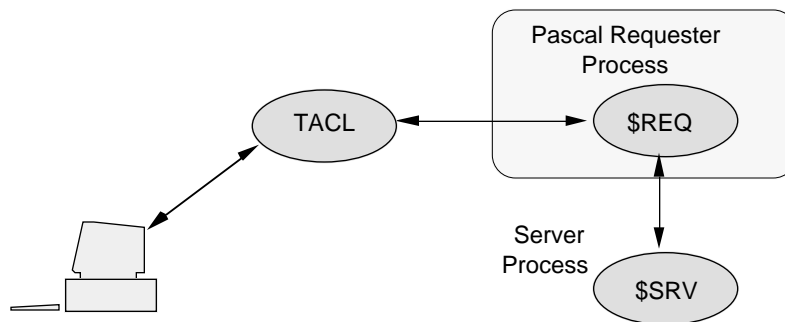 Pascal Requester
Process
TACL
$REQ
Server
Process
$SRV